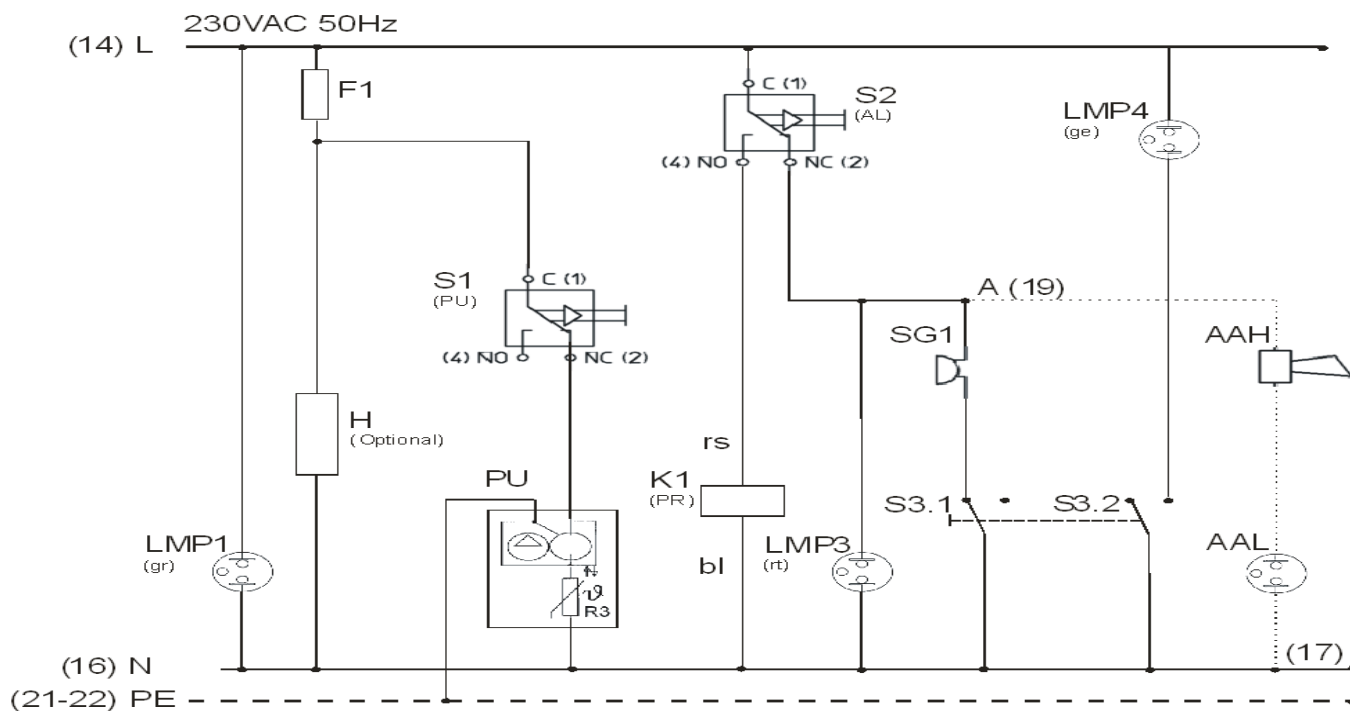 230VAC 50Hz
(14) L
F1
C (1)
S2
(AL)
LMP4
(ge)
(4) NO
NC (2)
C (1)
S1
(PU)
A (19)
SG1
AAH
(4) NO
NC (2)
H
(Optional)
rs
PU
K1
(PR)
S3.1
S3.2
LMP1
(gr)
LMP3
(rt)
AAL
bl
ϑ
R3
(16) N
(17)
(21-22) PE